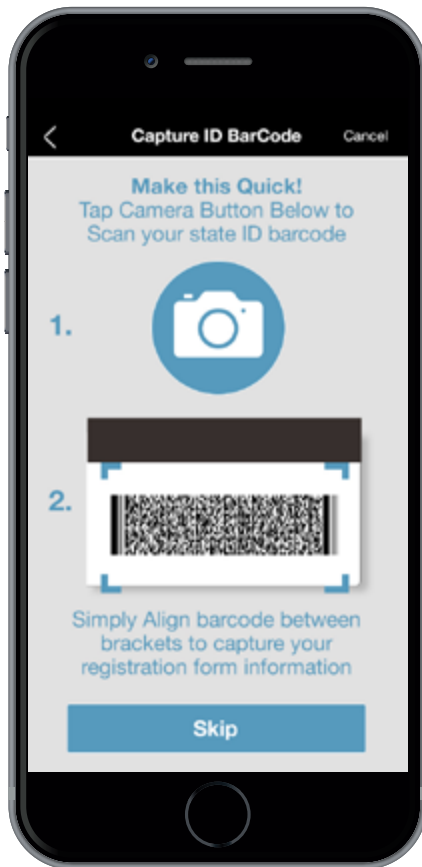 Capture ID BarCode
Cancel
Make this Quick!
Tap Camera Button Below to
Scan your state ID barcode
1.
2.
Simply Align barcode between
brackets to capture your
registration form information
Skip